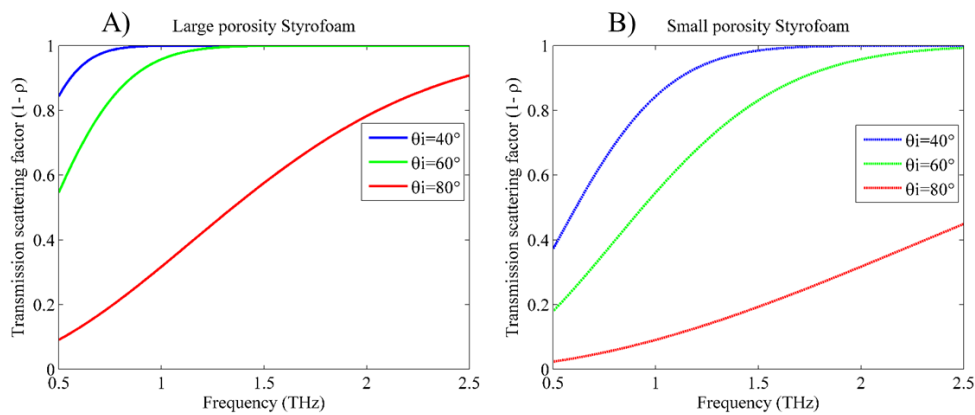 A)
Large porosity Styrofoam
Transmission scattering factor (1- ρ)
1
0.8
0.6
0.4
0.2
0
θi=40°
θi=60°
θi=80°
0.5
1
1.5
2
2.5
Frequency (THz)
B)
Small porosity Styrofoam
Transmission scattering factor (1- ρ)
1
0.8
0.6
0.4
0.2
0
θi=40°
θi=60°
θi=80°
0.5
1
1.5
2
2.5
Frequency (THz)